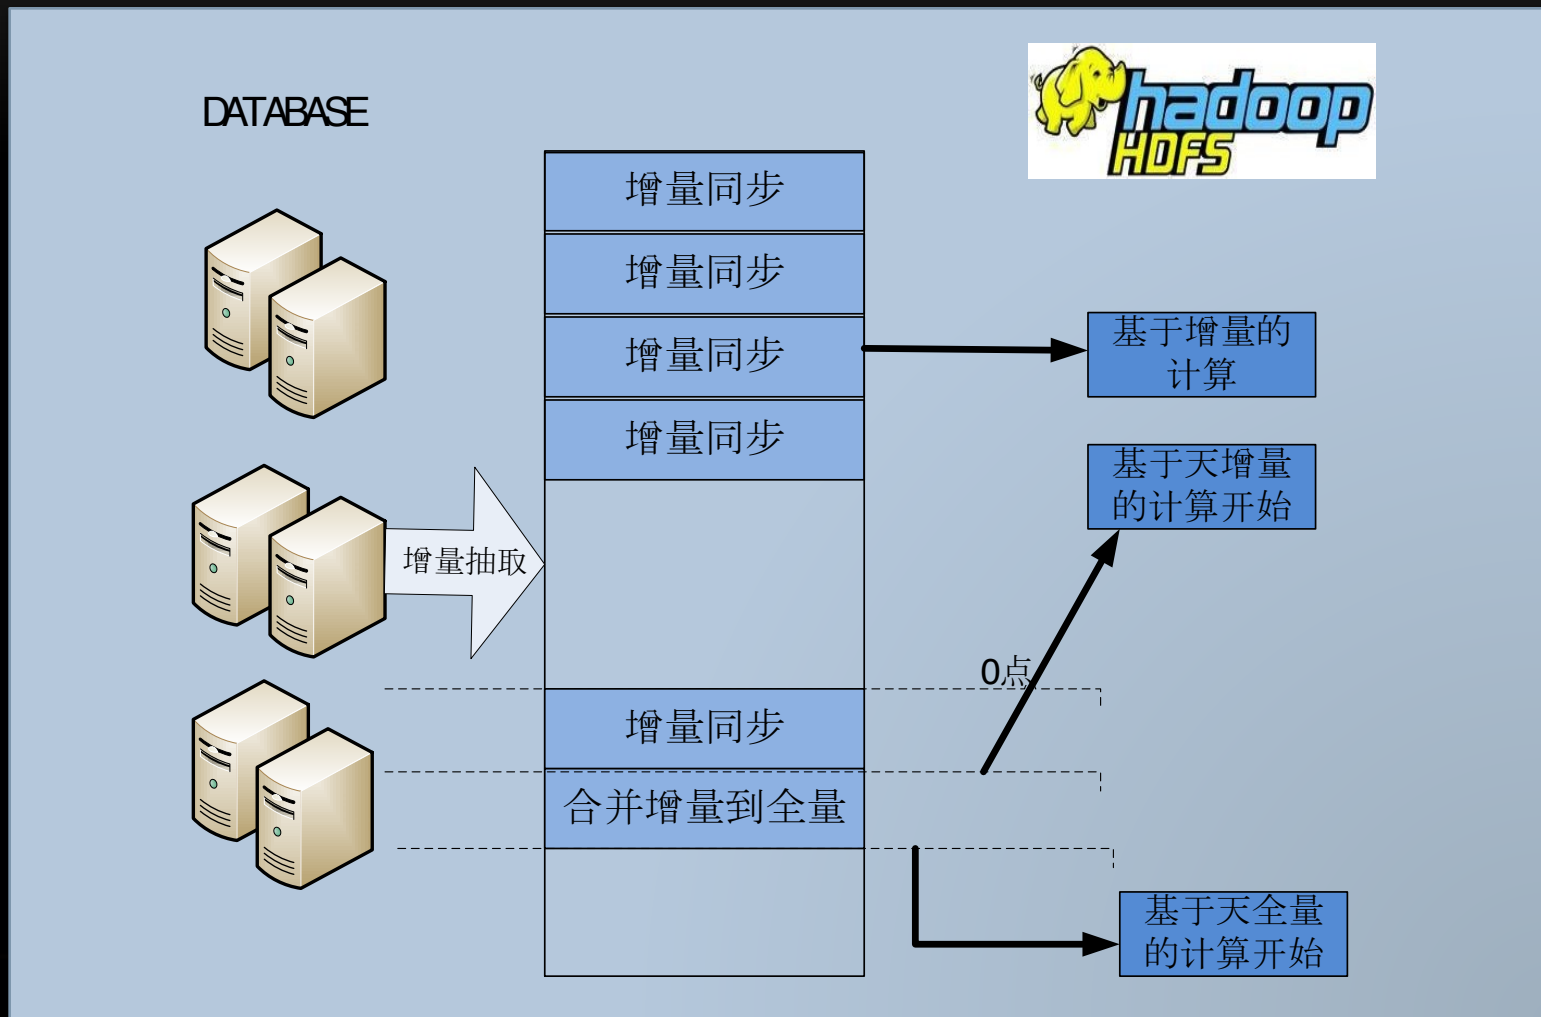 DATABASE
hadoop
HDFS
增量同步
增量同步
增量同步
增量同步
基于增量的
计算
基于天增量
的计算开始
增量抽取
0点
增量同步
合并增量到全量
基于天全量
的计算开始